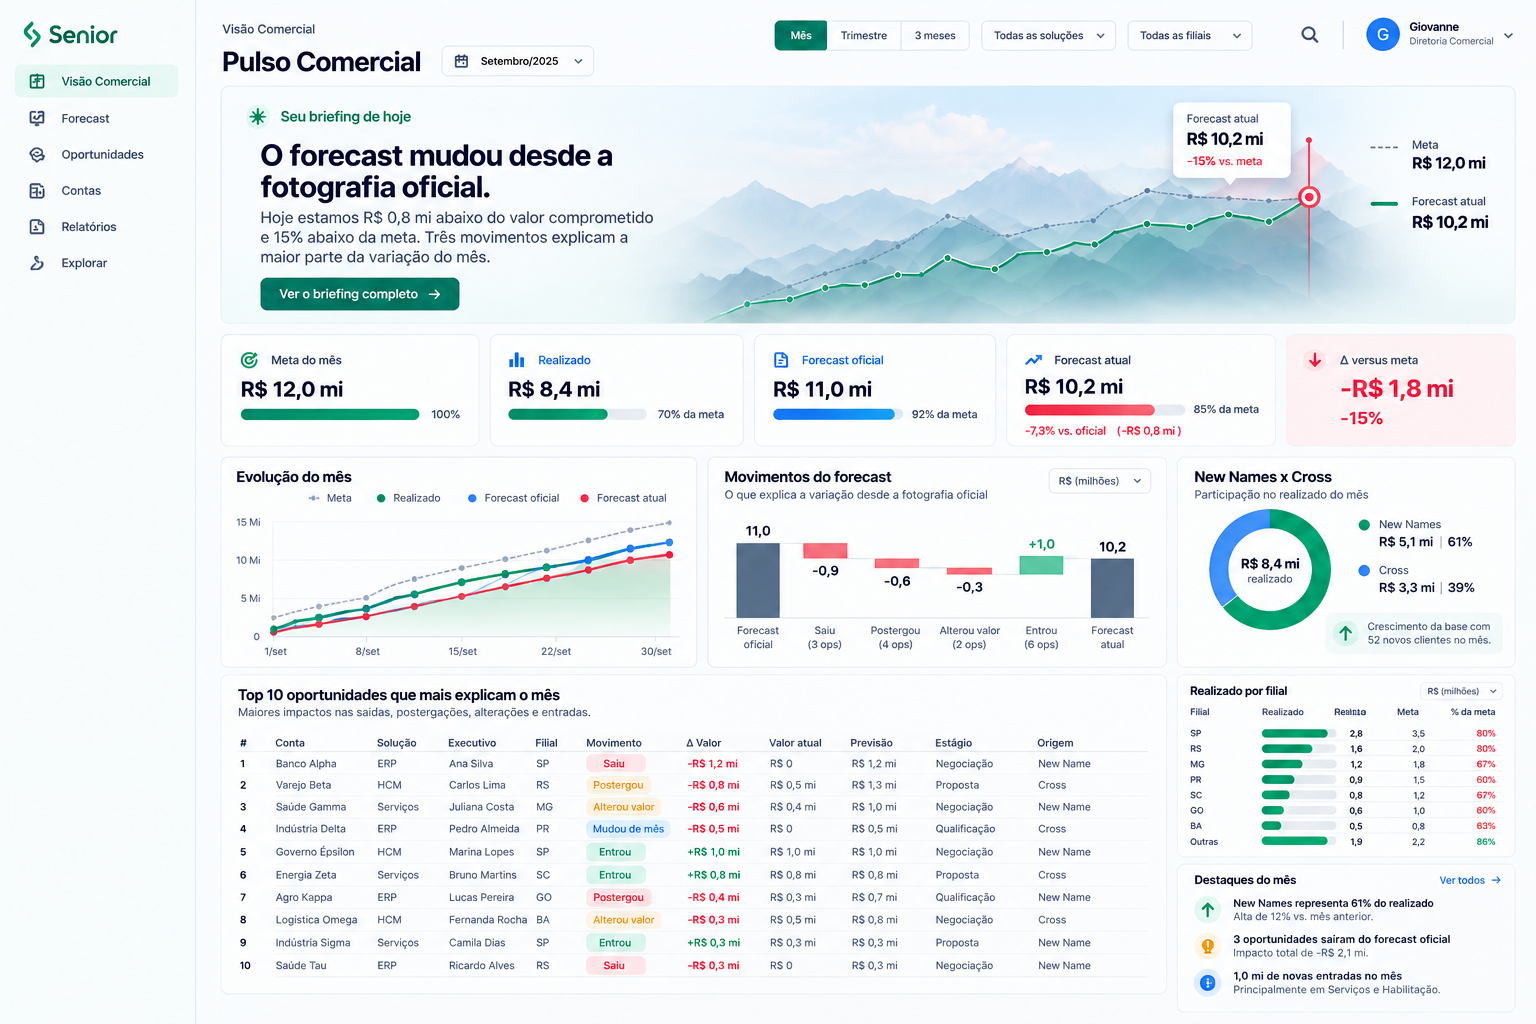 Senior
Visão Comercial
Forecast
Oportunidades
Contas
Relatórios
Explorar
Visão Comercial
Pulso Comercial
Setembro/2025
Mês
Trimestre
3 meses
Todas as soluções
Todas as filiais
G
Giovanne
Diretoria Comercial
Seu briefing de hoje
O forecast mudou desde a
fotografia oficial.
Hoje estamos R$ 0,8 mi abaixo do valor comprometido
e 15% abaixo da meta. Três movimentos explicam a
maior parte da variação do mês.
Ver o briefing completo →
Forecast atual
R$ 10,2 mi
-15% vs. meta
Meta
R$ 12,0 mi
Forecast atual
R$ 10,2 mi
Meta do mês
R$ 12,0 mi
100%
Realizado
R$ 8,4 mi
70% da meta
Forecast oficial
R$ 11,0 mi
92% da meta
Forecast atual
R$ 10,2 mi
85% da meta
-7,3% vs. oficial (-R$ 0,8 mi )
Δ versus meta
-R$ 1,8 mi
-15%
Evolução do mês
Meta
Realizado
Forecast oficial
Forecast atual
15 Mi
10 Mi
5 Mi
0
1/set
8/set
15/set
22/set
30/set
Movimentos do forecast
O que explica a variação desde a fotografia oficial
R$ (milhões)
11,0
-0,9
-0,6
-0,3
+1,0
10,2
Forecast oficial
Saiu (3 ops)
Postergou (4 ops)
Alterou valor (2 ops)
Entrou (6 ops)
Forecast atual
New Names x Cross
Participação no realizado do mês
R$ 8,4 mi
realizado
New Names
R$ 5,1 mi | 61%
Cross
R$ 3,3 mi | 39%
Crescimento da base com
52 novos clientes no mês.
Top 10 oportunidades que mais explicam o mês
Maiores impactos nas saidas, postergações, alterações e entradas.
# Conta Solução Executivo Filial Movimento Δ Valor Valor atual Previsão Estágio Origem
1 Banco Alpha ERP Ana Silva SP Saiu -R$ 1,2 mi R$ 0 R$ 1,2 mi Negociação New Name
2 Varejo Beta HCM Carlos Lima RS Postergou -R$ 0,8 mi R$ 0,5 mi R$ 1,3 mi Proposta Cross
3 Saúde Gamma Serviços Juliana Costa MG Alterou valor -R$ 0,6 mi R$ 0,4 mi R$ 1,0 mi Negociação New Name
4 Indústria Delta ERP Pedro Almeida PR Mudou de mês -R$ 0,5 mi R$ 0 R$ 0,5 mi Qualificação Cross
5 Governo Épsilon HCM Marina Lopes SP Entrou +R$ 1,0 mi R$ 1,0 mi R$ 1,0 mi Negociação New Name
6 Energia Zeta Serviços Bruno Martins SC Entrou +R$ 0,8 mi R$ 0,8 mi R$ 0,8 mi Proposta Cross
7 Agro Kappa ERP Lucas Pereira GO Postergou -R$ 0,4 mi R$ 0,3 mi R$ 0,7 mi Qualificação New Name
8 Logística Omega HCM Fernanda Rocha BA Alterou valor -R$ 0,3 mi R$ 0,5 mi R$ 0,8 mi Negociação Cross
9 Indústria Sigma Serviços Camila Dias SP Entrou +R$ 0,3 mi R$ 0,3 mi R$ 0,3 mi Proposta New Name
10 Saúde Tau ERP Ricardo Alves RS Saiu -R$ 0,3 mi R$ 0 R$ 0,3 mi Negociação New Name
Realizado por filial
R$ (milhões)
Filial Realizado Meta % da meta
SP 2,8 3,5 80%
RS 1,6 2,0 80%
MG 1,2 1,8 67%
PR 0,9 1,5 60%
SC 0,8 1,2 67%
GO 0,6 1,0 60%
BA 0,5 0,8 63%
Outras 1,9 2,2 86%
Destaques do mês
Ver todos →
New Names representa 61% do realizado
Alta de 12% vs. mês anterior.
3 oportunidades sairam do forecast oficial
Impacto total de -R$ 2,1 mi.
1,0 mi de novas entradas no mês
Principalmente em Serviços e Habilitação.